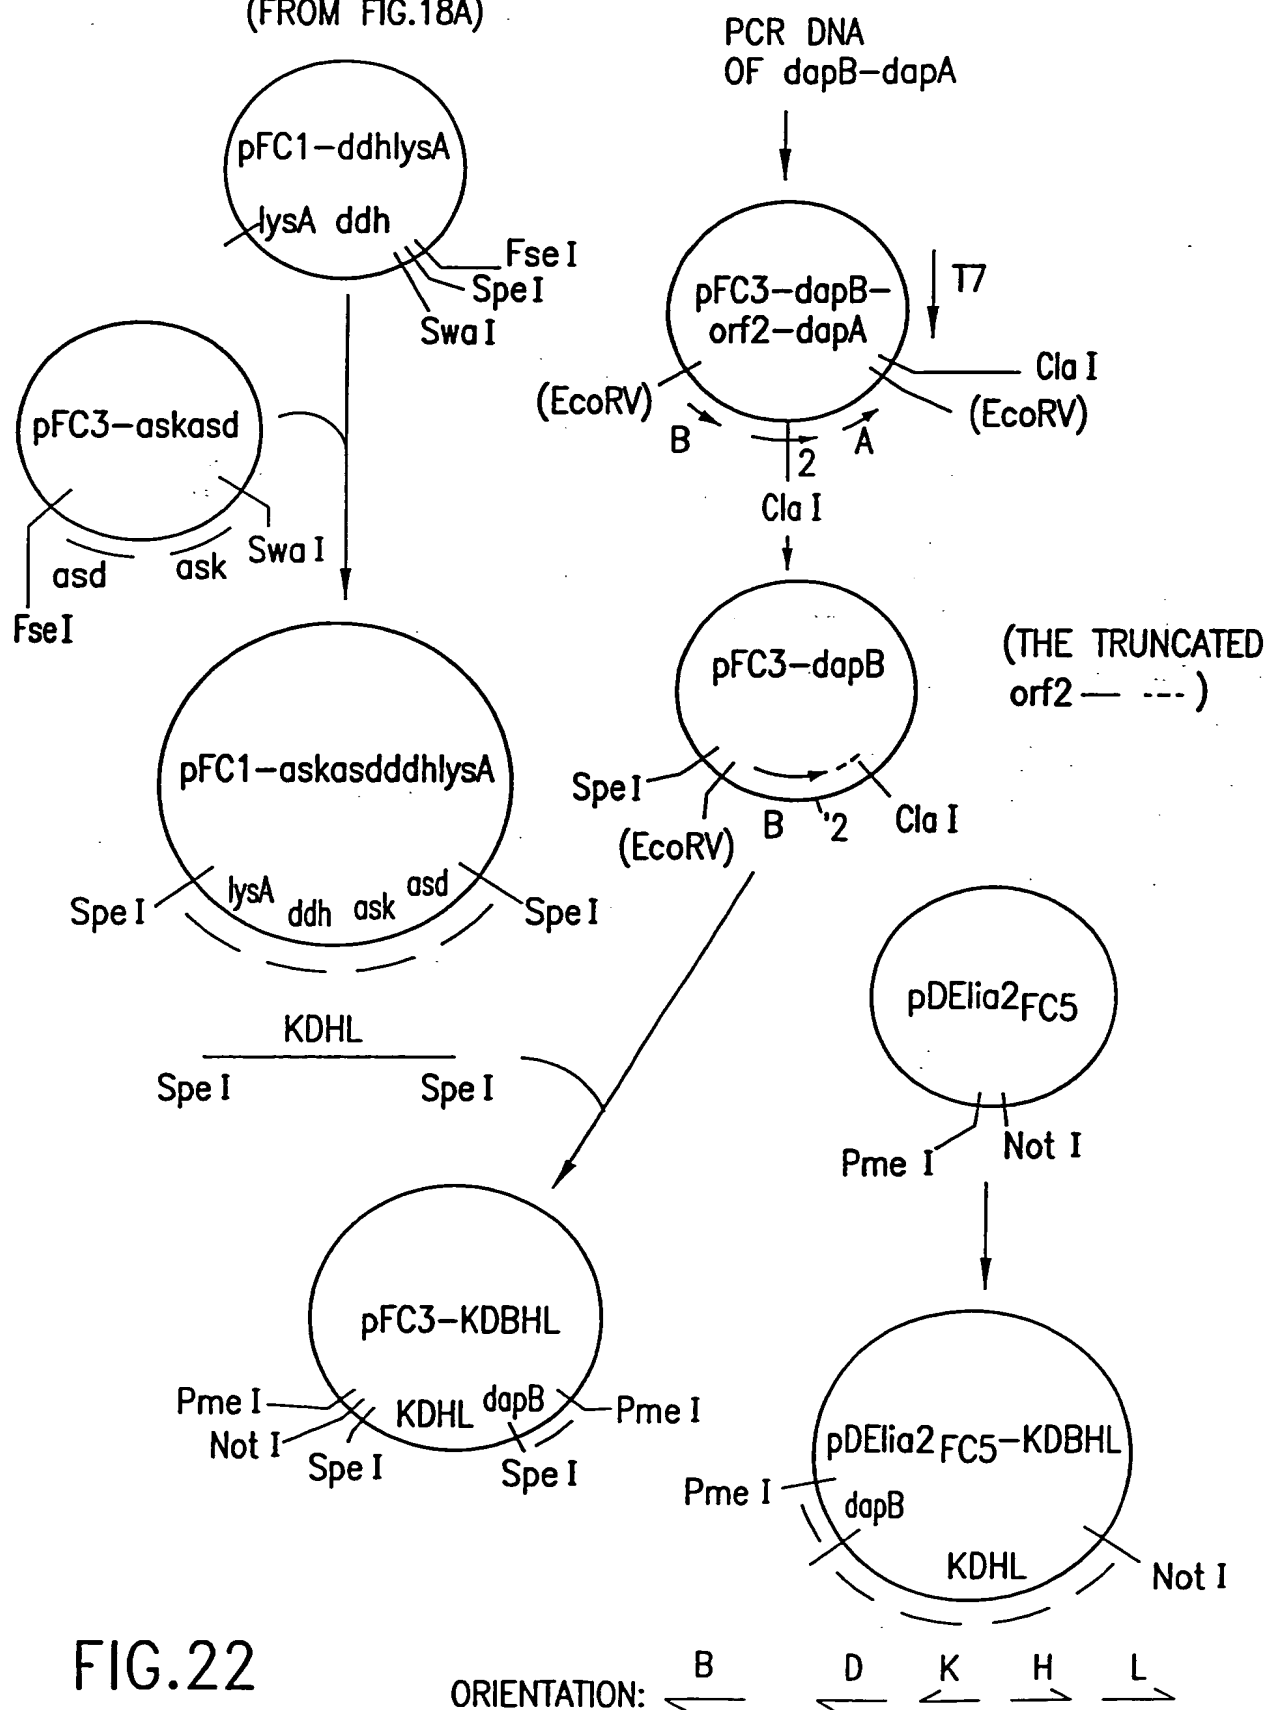 (FROM FIG.18A)
pFC1-ddhlysA
lysA ddh
Fse I
Spe I
Swa I
pFC3-askasd
Swa I
asd
ask
Fse I
pFC1-askasdddhlysA
Spe I
lysA
ddh
ask
asd
Spe I
KDHL
Spe I
Spe I
PCR DNA
OF dapB-dapA
pFC3-dapB-
orf2-dapA
T7
Cla I
(EcoRV)
(EcoRV)
B
2
A
Cla I
pFC3-dapB
(THE TRUNCATED
orf2— ---)
Spe I
(EcoRV)
B
'2
Cla I
pDElia2FC5
Pme I
Not I
pFC3-KDBHL
Pme I
Not I
Spe I
KDHL
dapB
Pme I
Spe I
pDElia2FC5-KDBHL
Pme I
dapB
KDHL
Not I
FIG.22
ORIENTATION: B D K H L